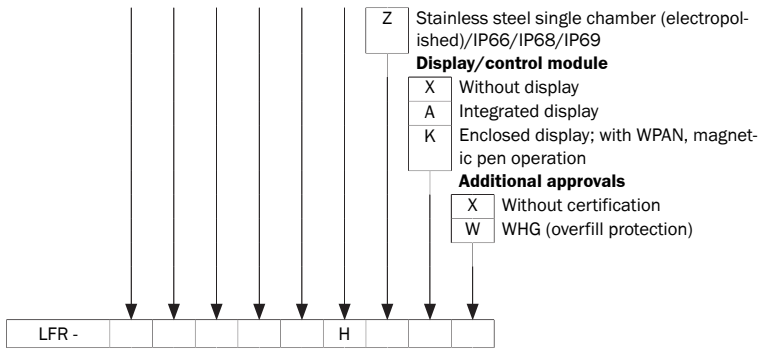 Z Stainless steel single chamber (electropol-
ished)/IP66/IP68/IP69
Display/control module
X Without display
A Integrated display
K Enclosed display; with WPAN, magnet-
ic pen operation
Additional approvals
X Without certification
W WHG (overfill protection)
LFR - H